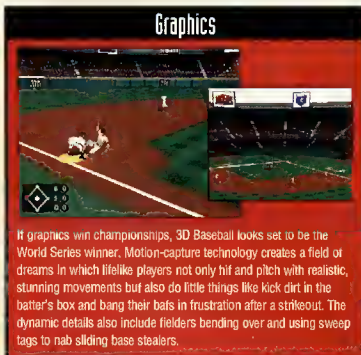 Graphics
If graphics win championships, 3D Baseball looks set to be the
World Series winner. Motion-capture technology creates a field of
dreams in which lifelike players not only hit and pitch with realistic,
stunning movements but also do little things like kick dirt in the
batter's box and bang their bats in frustration after a strikeout. The
dynamic details also include fielders bending over and using sweep
tags to nab sliding base stealers.